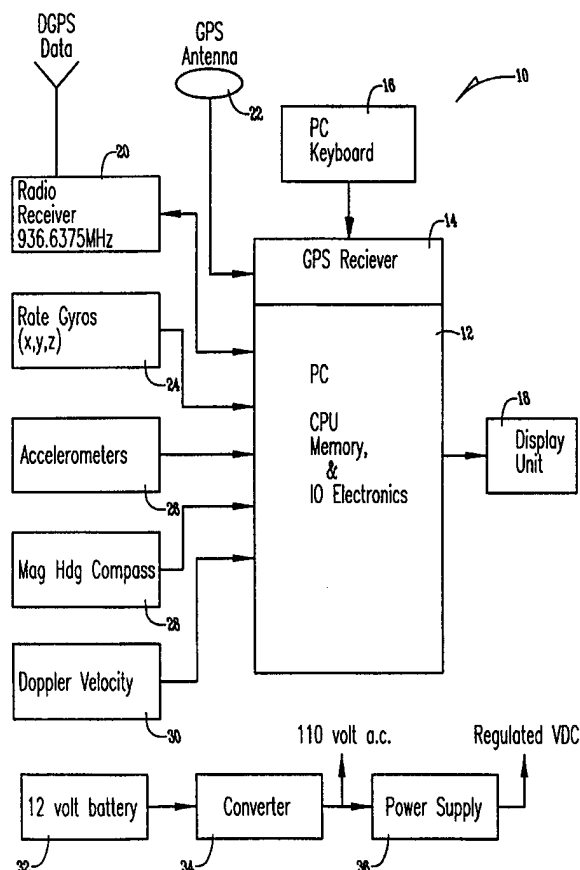 DGPS
Data
GPS
Antenna
22
10
16
PC
Keyboard
20
Radio
Receiver
936.6375MHz
14
GPS Reciever
Rate Gyros
(x,y,z)
24
12
PC
CPU
Memory,
&
IO Electronics
18
Display
Unit
Accelerometers
26
Mag Hdg Compass
28
Doppler Velocity
30
110 volt a.c.
Regulated VDC
12 volt battery
32
Converter
34
Power Supply
36